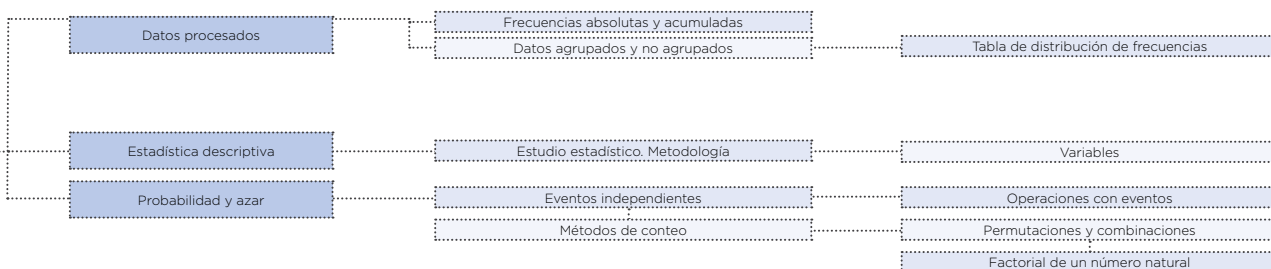 Datos procesados
Frecuencias absolutas y acumuladas
Datos agrupados y no agrupados
Tabla de distribución de frecuencias
Estadística descriptiva
Estudio estadístico. Metodología
Variables
Probabilidad y azar
Eventos independientes
Operaciones con eventos
Métodos de conteo
Permutaciones y combinaciones
Factorial de un número natural